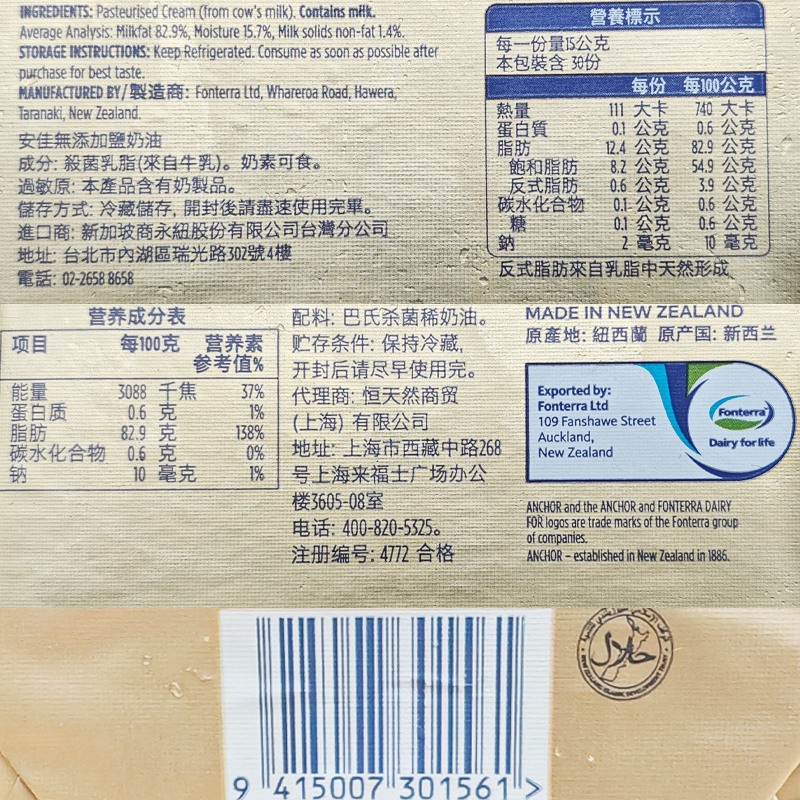 INGREDIENTS: Pasteurised Cream (from cow's milk). Contains milk.
Average Analysis: Milkfat 82.9%, Moisture 15.7%, Milk solids non-fat 1.4%.
STORAGE INSTRUCTIONS: Keep Refrigerated. Consume as soon as possible after
purchase for best taste.
MANUFACTURED BY/製造商: Fonterra Ltd, Whareroa Road, Hawera,
Taranaki, New Zealand.
安佳無添加鹽奶油
成分: 殺菌乳脂(來自牛乳)。奶素可食。
過敏原: 本產品含有奶製品。
儲存方式: 冷藏儲存, 開封後請盡速使用完畢。
進口商: 新加坡商永紐股份有限公司台灣分公司
地址: 台北市內湖區瑞光路302號4樓
電話: 02-2658 8658
營養標示
每一份量15公克
本包裝含 30份
每份 每100公克
熱量 111 大卡 740 大卡
蛋白質 0.1 公克 0.6 公克
脂肪 12.4 公克 82.9 公克
飽和脂肪 8.2 公克 54.9 公克
反式脂肪 0.6 公克 3.9 公克
碳水化合物 0.1 公克 0.6 公克
糖 0.1 公克 0.6 公克
鈉 2 毫克 10 毫克
反式脂肪來自乳脂中天然形成
营养成分表
项目 每100克 营养素
参考值%
能量 3088 千焦 37%
蛋白质 0.6 克 1%
脂肪 82.9 克 138%
碳水化合物 0.6 克 0%
钠 10 毫克 1%
配料: 巴氏杀菌稀奶油。
贮存条件: 保持冷藏,
开封后请尽早使用完。
代理商: 恒天然商贸
(上海) 有限公司
地址: 上海市西藏中路268
号上海来福士广场办公
楼3605-08室
电话: 400-820-5325。
注册编号: 4772 合格
MADE IN NEW ZEALAND
原產地: 紐西蘭 原产国: 新西兰
Exported by:
Fonterra Ltd
109 Fanshawe Street
Auckland,
New Zealand
Fonterra
Dairy for life
ANCHOR and the ANCHOR and FONTERRA DAIRY
FOR logos are trade marks of the Fonterra group
of companies.
ANCHOR – established in New Zealand in 1886.
حلال
9 415007 301561 >